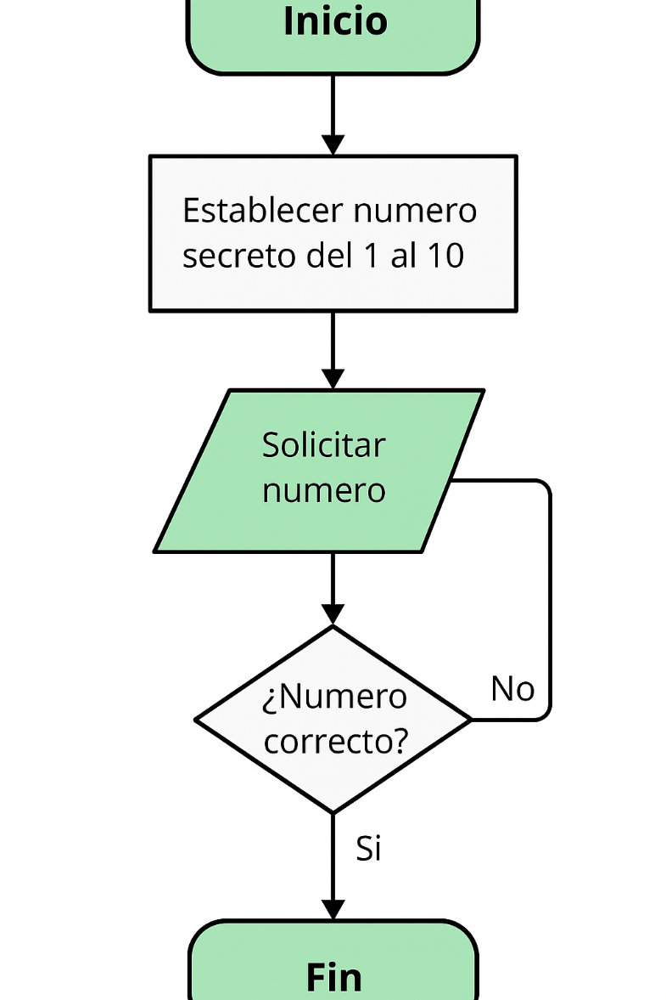 Inicio
Establecer numero
secreto del 1 al 10
Solicitar
numero
¿Numero
correcto?
No
Si
Fin